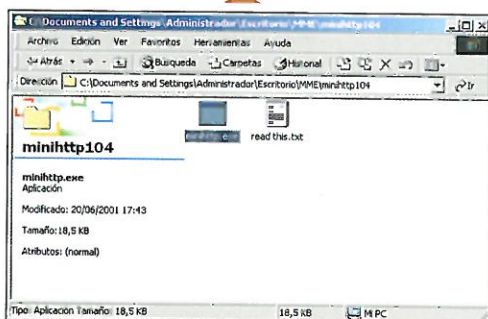 C:\Documents and Settings\Administrador\Escritorio\MME\minihttp104
Archivo Edición Ver Favoritos Herramientas Ayuda
Atrás Búsqueda Carpetas Historial
Dirección C:\Documents and Settings\Administrador\Escritorio\MME\minihttp104 Ir
minihttp.exe read this.txt
minihttp104
minihttp.exe
Aplicación
Modificado: 20/06/2001 17:43
Tamaño: 18,5 KB
Atributos: (normal)
Tipo: Aplicación Tamaño: 18,5 KB 18,5 KB Mi PC